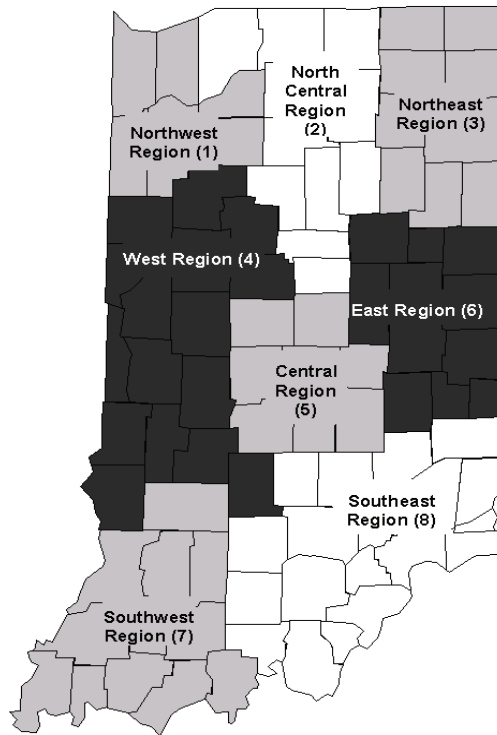 North
Central
Region
(2)
Northeast
Region (3)
Northwest
Region (1)
West Region (4)
East Region (6)
Central
Region
(5)
Southeast
Region (8)
Southwest
Region (7)